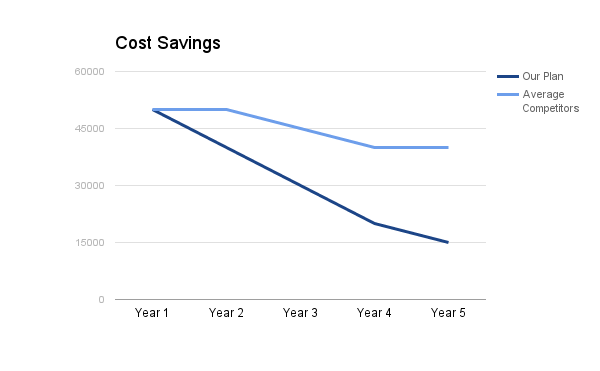 Cost Savings
60000
45000
30000
15000
0
Year 1
Year 2
Year 3
Year 4
Year 5
Our Plan
Average
Competitors